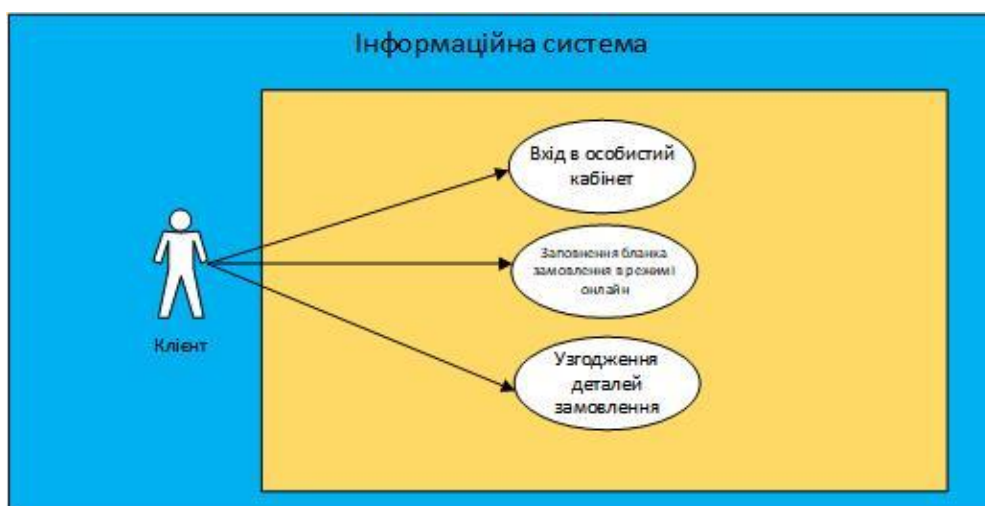 Інформаційна система
Вхід в особистий
кабінет
Заповнення бланка
замовлення в режимі
онлайн
Клієнт
Узгодження
деталей
замовлення